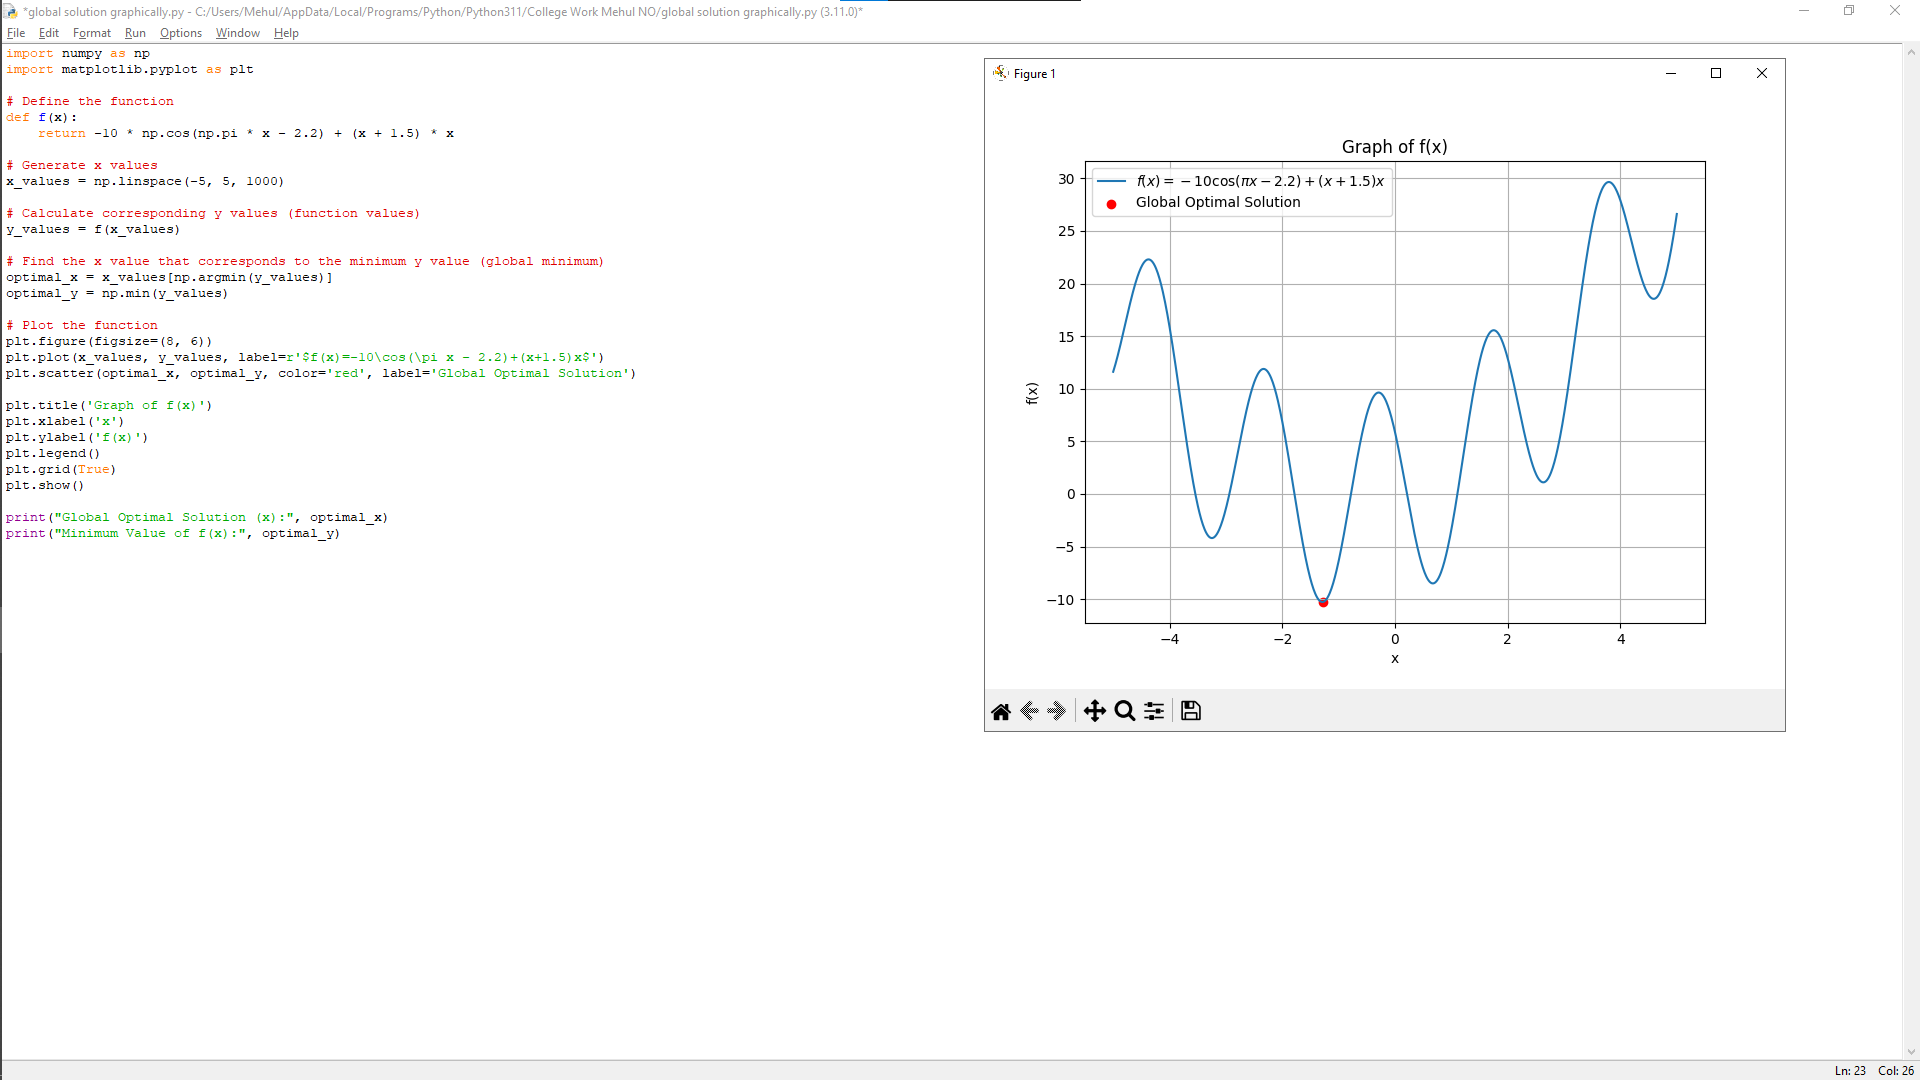 *global solution graphically.py - C:/Users/Mehul/AppData/Local/Programs/Python/Python311/College Work Mehul NO/global solution graphically.py (3.11.0)*
File Edit Format Run Options Window Help
import numpy as np
import matplotlib.pyplot as plt
# Define the function
def f(x):
    return -10 * np.cos(np.pi * x - 2.2) + (x + 1.5) * x
# Generate x values
x_values = np.linspace(-5, 5, 1000)
# Calculate corresponding y values (function values)
y_values = f(x_values)
# Find the x value that corresponds to the minimum y value (global minimum)
optimal_x = x_values[np.argmin(y_values)]
optimal_y = np.min(y_values)
# Plot the function
plt.figure(figsize=(8, 6))
plt.plot(x_values, y_values, label=r'$f(x)=-10\cos(\pi x - 2.2)+(x+1.5)x$')
plt.scatter(optimal_x, optimal_y, color='red', label='Global Optimal Solution')
plt.title('Graph of f(x)')
plt.xlabel('x')
plt.ylabel('f(x)')
plt.legend()
plt.grid(True)
plt.show()
print("Global Optimal Solution (x):", optimal_x)
print("Minimum Value of f(x):", optimal_y)
Figure 1
Graph of f(x)
f(x) = −10cos(πx − 2.2) + (x + 1.5)x
Global Optimal Solution
30
25
20
15
10
5
0
−5
−10
f(x)
−4 −2 0 2 4
x
Ln: 23 Col: 26